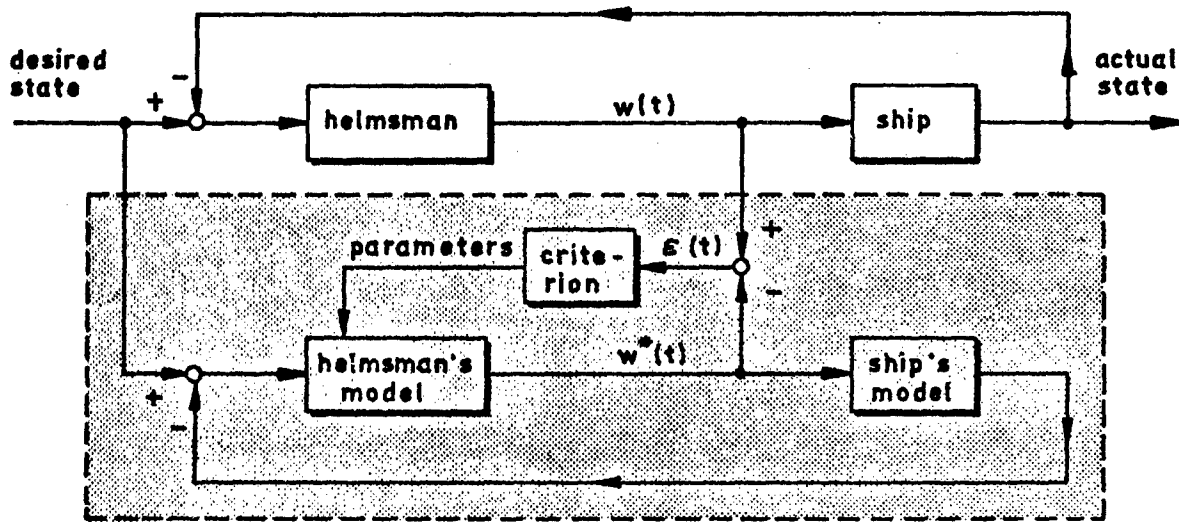 desired
state
-
+
helmsman
w(t)
ship
actual
state
parameters
crite-
rion
ε(t)
+
-
helmsman's
model
w*(t)
ship's
model
+
-